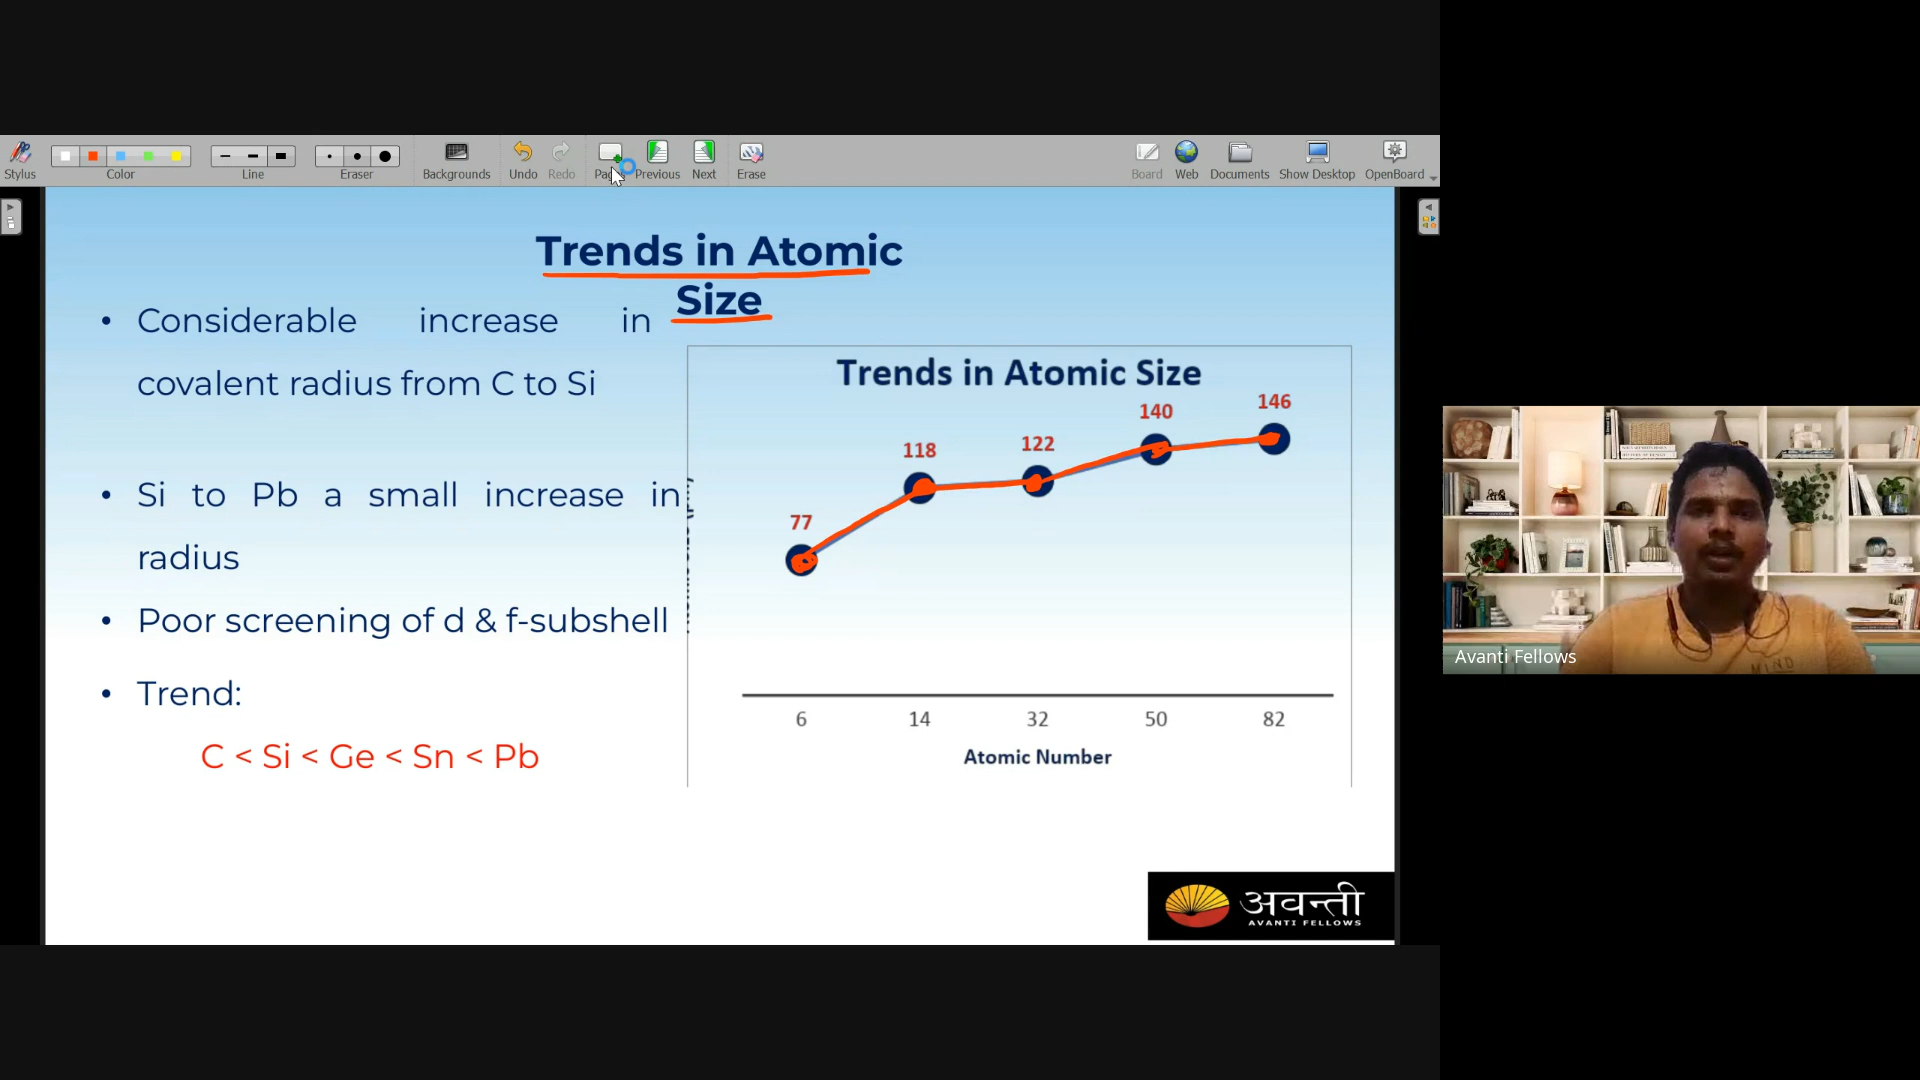 Stylus
Color
Line
Eraser
Backgrounds
Undo
Redo
Previous
Next
Erase
Board
Web
Documents
Show Desktop
OpenBoard
Trends in Atomic
Size
• Considerable increase in
covalent radius from C to Si
• Si to Pb a small increase in
radius
• Poor screening of d & f-subshell
• Trend:
C < Si < Ge < Sn < Pb
Trends in Atomic Size
77
118
122
140
146
6
14
32
50
82
Atomic Number
अवन्ती
AVANTI FELLOWS
Avanti Fellows
MIND